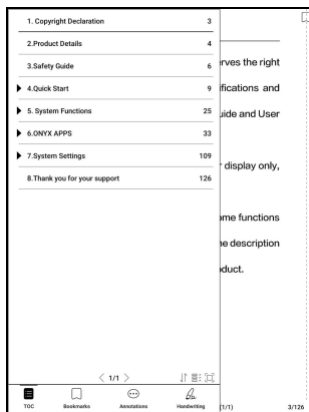 1. Copyright Declaration 3
2.Product Details 4
3.Safety Guide 6
4.Quick Start 9
5. System Functions 25
6.ONYX APPS 33
7.System Settings 109
8.Thank you for your support 126
rves the right
ifications and
uide and User
display only,
ome functions
e description
duct.
1/1
TOC Bookmarks Annotations Handwriting (1/1) 3/126